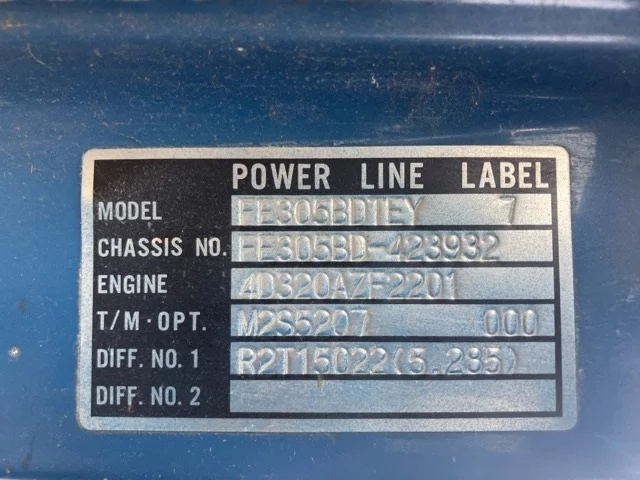 POWER LINE LABEL
MODEL FE305BD1EY 7
CHASSIS NO. FE305BD-423932
ENGINE 4D320AZF2201
T/M·OPT. M2S5207 000
DIFF. NO. 1 R2T15022(5.285)
DIFF. NO. 2